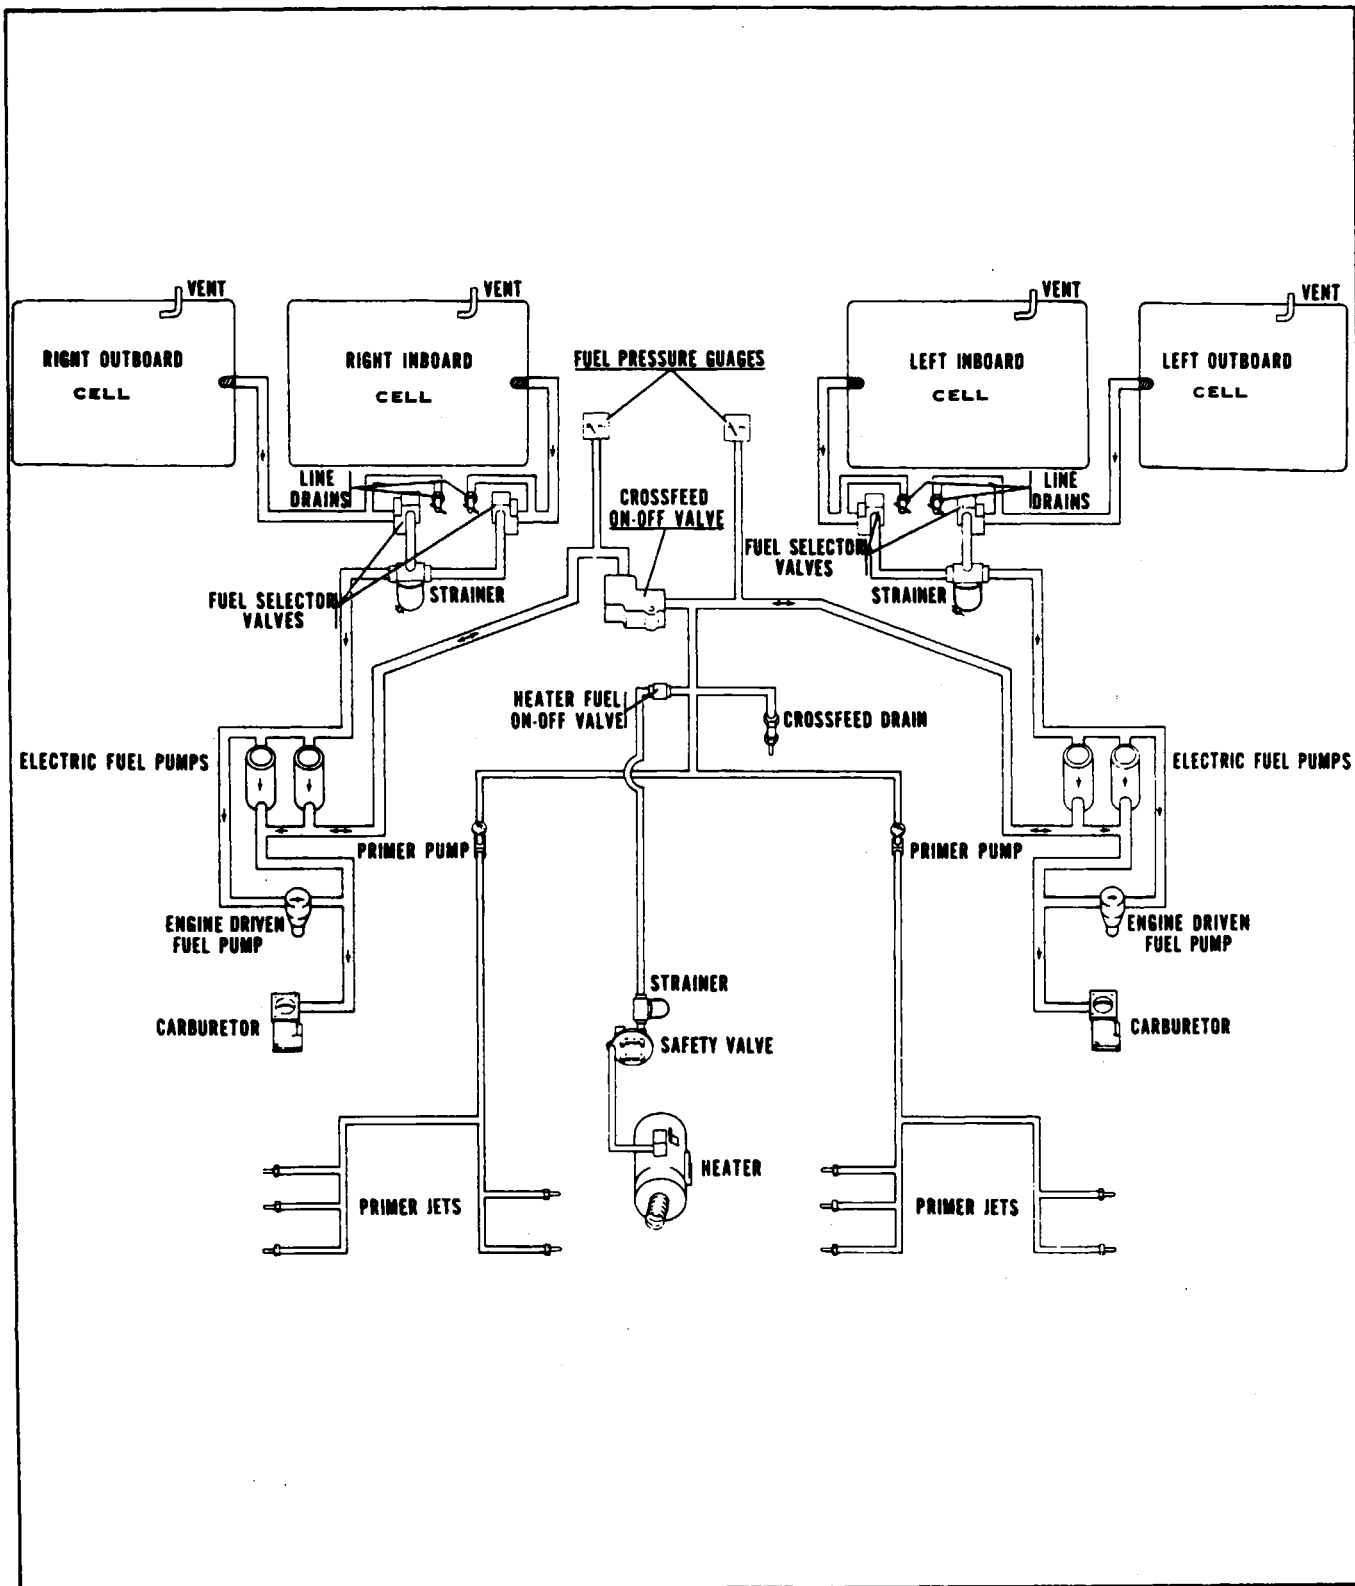 VENT
VENT
VENT
VENT
RIGHT OUTBOARD
CELL
RIGHT INBOARD
CELL
FUEL PRESSURE GUAGES
LEFT INBOARD
CELL
LEFT OUTBOARD
CELL
LINE
DRAINS
CROSSFEED
ON-OFF VALVE
LINE
DRAINS
FUEL SELECTOR
VALVES
STRAINER
FUEL SELECTOR
VALVES
STRAINER
HEATER FUEL
ON-OFF VALVE
CROSSFEED DRAIN
ELECTRIC FUEL PUMPS
ELECTRIC FUEL PUMPS
PRIMER PUMP
PRIMER PUMP
ENGINE DRIVEN
FUEL PUMP
ENGINE DRIVEN
FUEL PUMP
STRAINER
CARBURETOR
SAFETY VALVE
CARBURETOR
HEATER
PRIMER JETS
PRIMER JETS